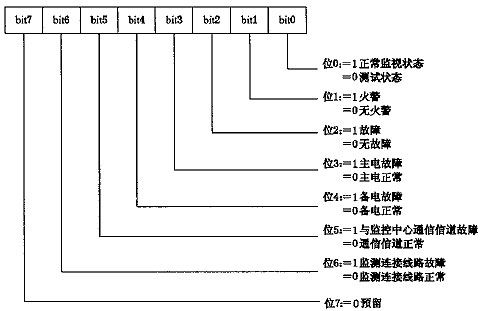 bit7 bit6 bit5 bit4 bit3 bit2 bit1 bit0
位0:=1正常监视状态
=0测试状态
位1:=1火警
=0无火警
位2:=1故障
=0无故障
位3:=1主电故障
=0主电正常
位4:=1备电故障
=0备电正常
位5:=1与监控中心通信信道故障
=0通信信道正常
位6:=1监测连接线路故障
=0监测连接线路正常
位7:=0预留